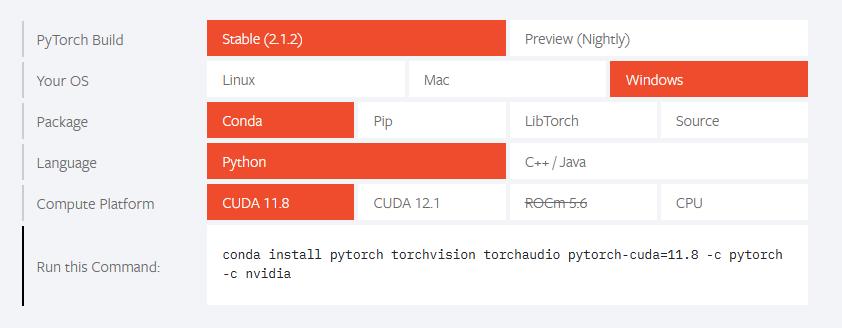 PyTorch Build Stable (2.1.2) Preview (Nightly)
Your OS Linux Mac Windows
Package Conda Pip LibTorch Source
Language Python C++ / Java
Compute Platform CUDA 11.8 CUDA 12.1 ROCm 5.6 CPU
Run this Command: conda install pytorch torchvision torchaudio pytorch-cuda=11.8 -c pytorch
-c nvidia